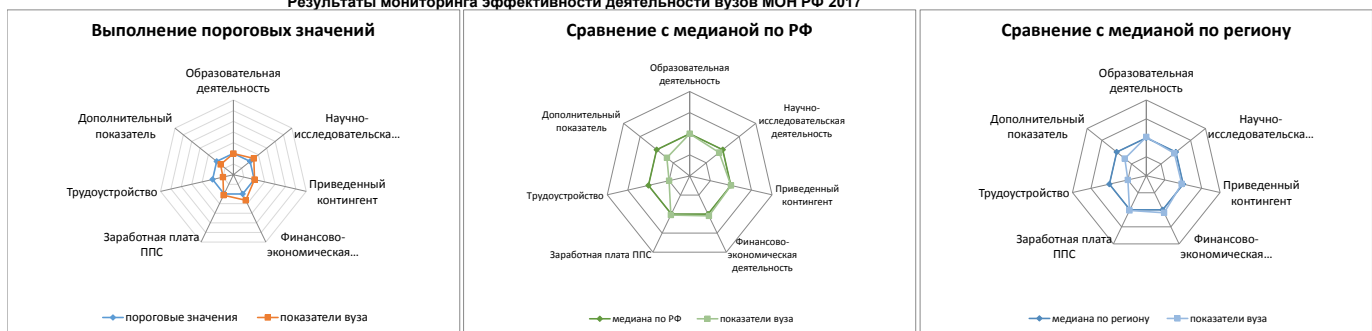 Результаты мониторинга эффективности деятельности вузов МОН РФ 2017
Выполнение пороговых значений
Образовательная
деятельность
Научно-
исследовательска…
Приведенный
контингент
Финансово-
экономическая…
Заработная плата
ППС
Трудоустройство
Дополнительный
показатель
пороговые значения
показатели вуза
Сравнение с медианой по РФ
Образовательная
деятельность
Научно-
исследовательская
деятельность
Приведенный
контингент
Финансово-
экономическая
деятельность
Заработная плата ППС
Трудоустройство
Дополнительный
показатель
медиана по РФ
показатели вуза
Сравнение с медианой по региону
Образовательная
деятельность
Научно-
исследовательска…
Приведенный
контингент
Финансово-
экономическая…
Заработная плата
ППС
Трудоустройство
Дополнительный
показатель
медиана по региону
показатели вуза